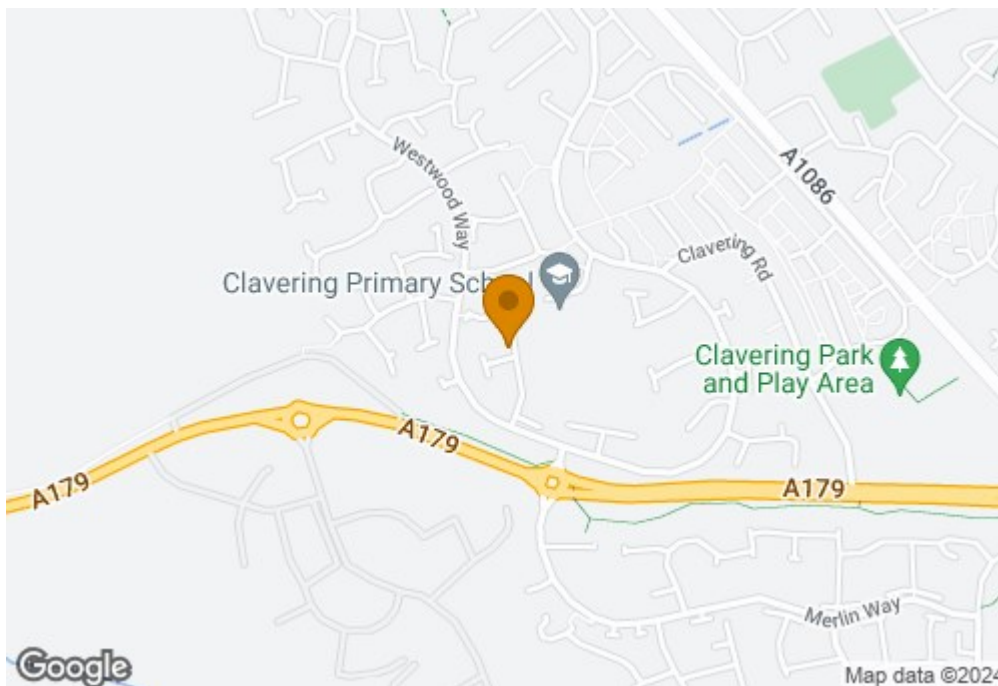 A1086
Westwood Way
Clavering Rd
Clavering Primary School
Clavering Park
and Play Area
A179
A179
A179
Merlin Way
Google
Map data ©2024